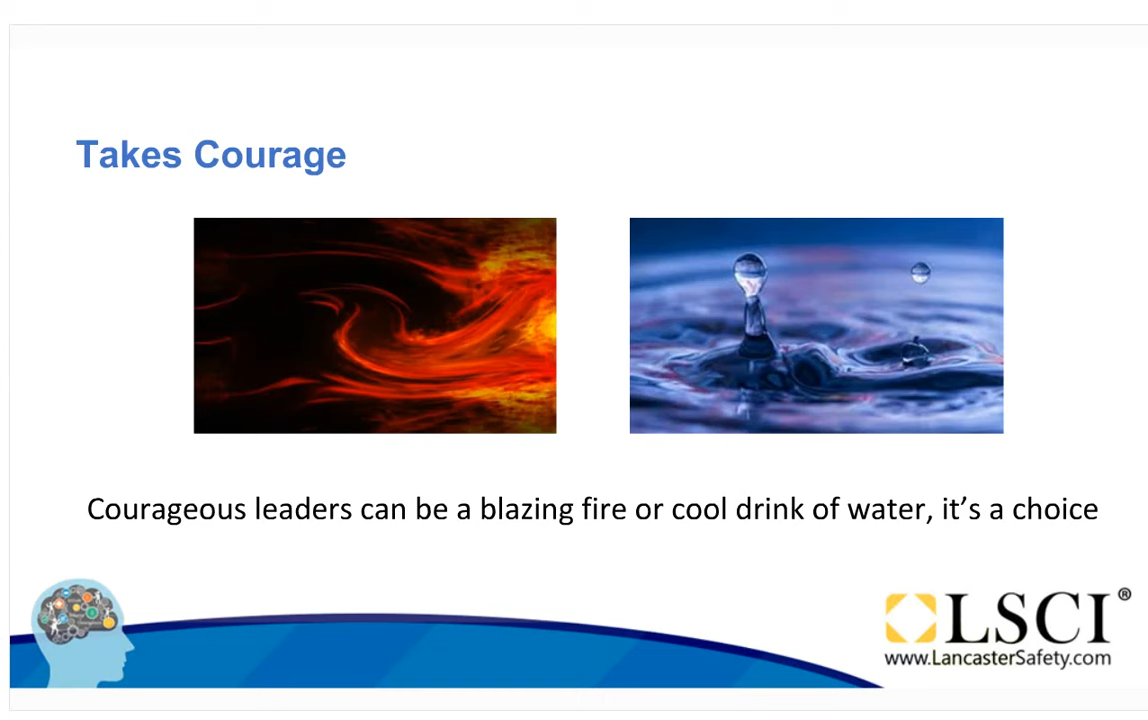 Takes Courage
Courageous leaders can be a blazing fire or cool drink of water, it's a choice
LSCI®
www.LancasterSafety.com